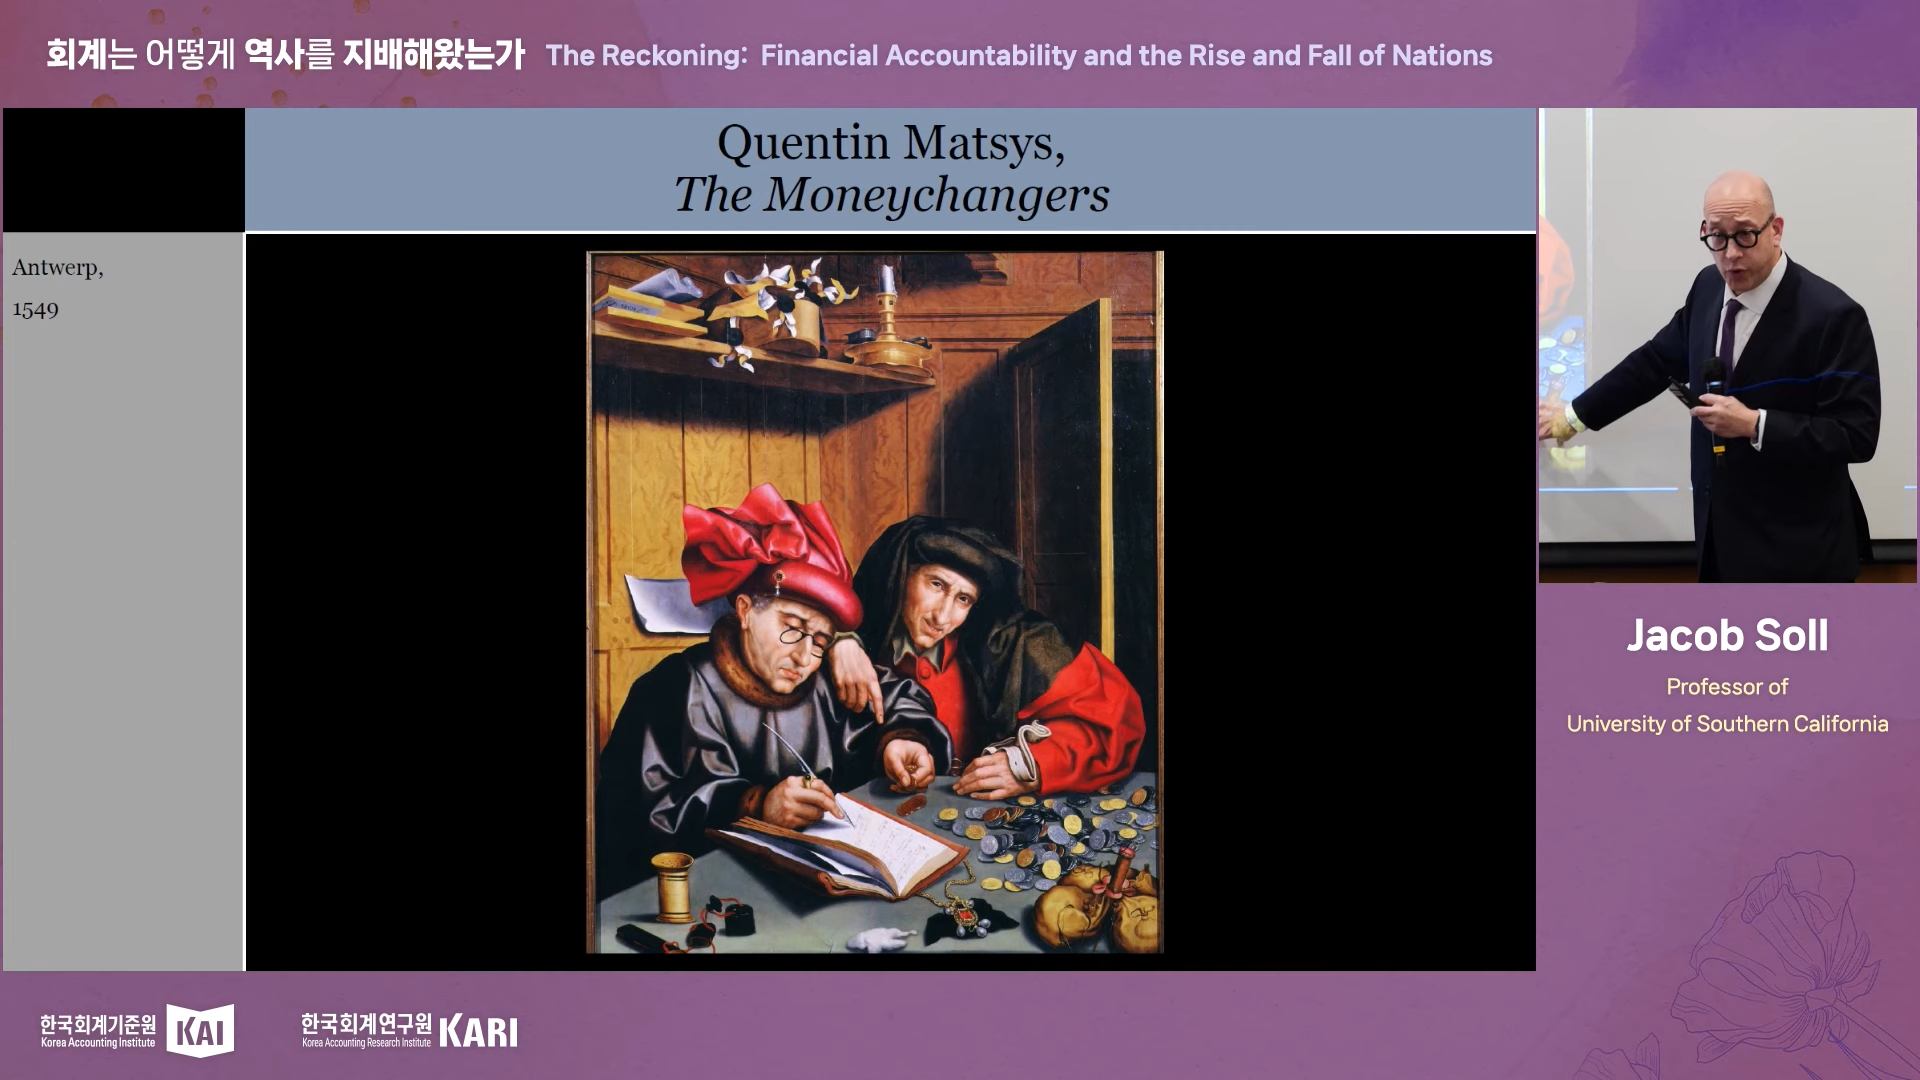 회계는 어떻게 역사를 지배해왔는가 The Reckoning: Financial Accountability and the Rise and Fall of Nations
Quentin Matsys,
The Moneychangers
Antwerp,
1549
Jacob Soll
Professor of
University of Southern California
한국회계기준원
Korea Accounting Institute
KAI
한국회계연구원
Korea Accounting Research Institute
KARI